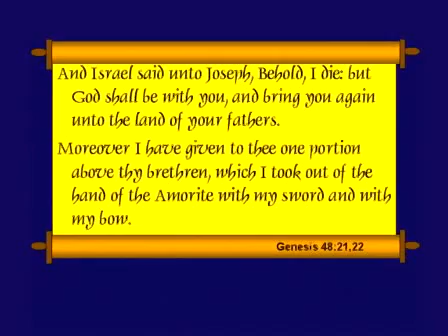 And Israel said unto Joseph, Behold, I die: but
God shall be with you, and bring you again
unto the land of your fathers.
Moreover I have given to thee one portion
above thy brethren, which I took out of the
hand of the Amorite with my sword and with
my bow.
Genesis 48:21,22